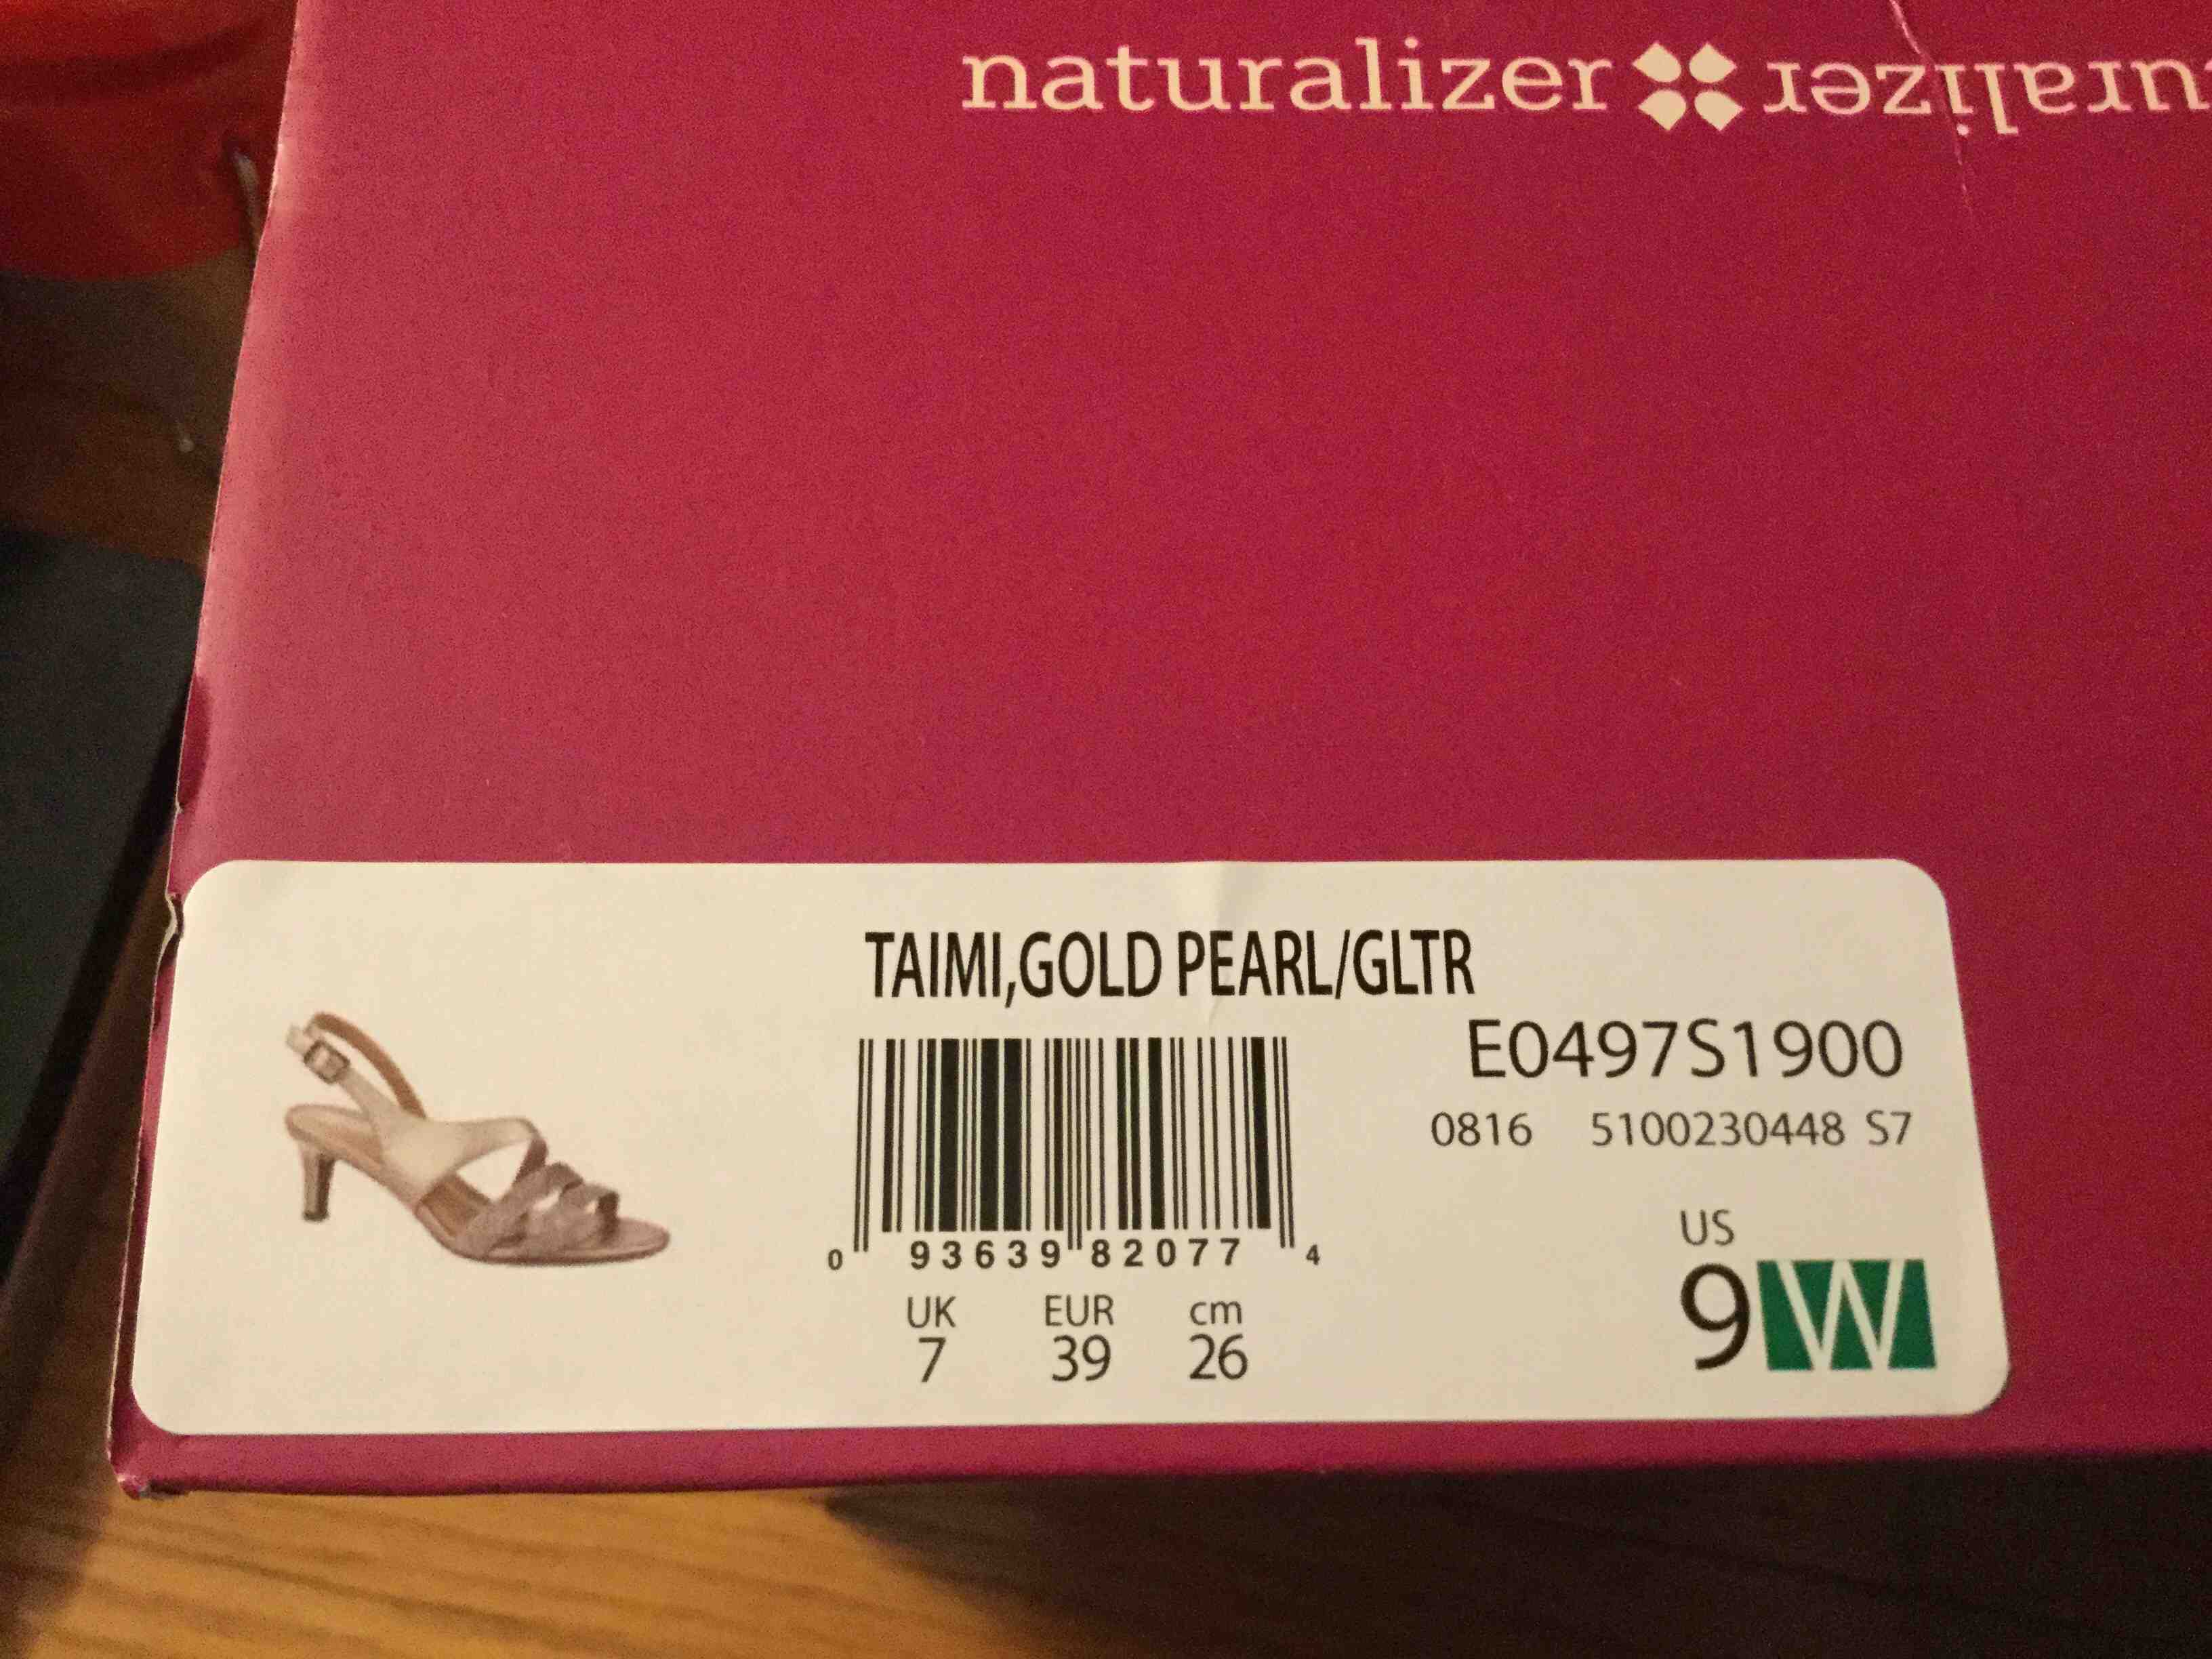 naturalizer uralizer
TAIMI,GOLD PEARL/GLTR
E0497S1900
0816 5100230448 S7
0 93639 82077 4
US
9W
UK EUR cm
7 39 26